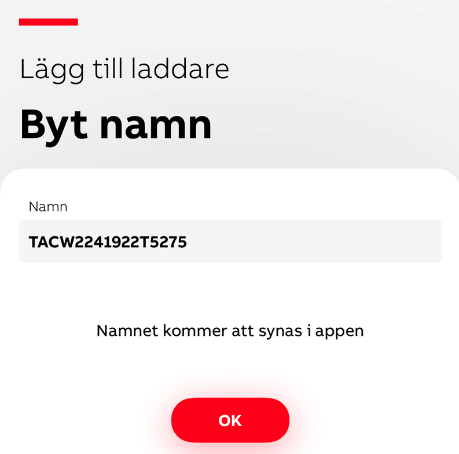 Lägg till laddare
Byt namn
Namn
TACW2241922T5275
Namnet kommer att synas i appen
OK